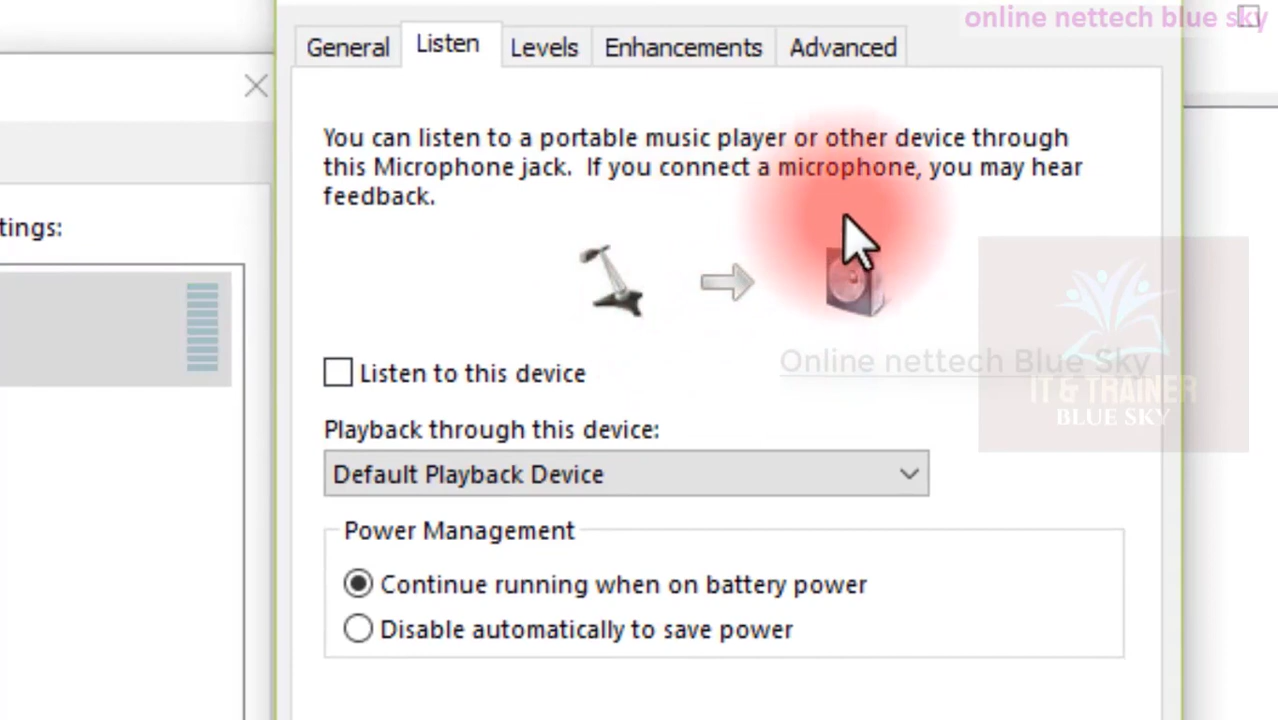 online nettech blue sky
General
Listen
Levels
Enhancements
Advanced
You can listen to a portable music player or other device through
this Microphone jack. If you connect a microphone, you may hear
feedback.
tings:
Online nettech Blue Sky
IT & TRAINER
BLUE SKY
Listen to this device
Playback through this device:
Default Playback Device
Power Management
Continue running when on battery power
Disable automatically to save power